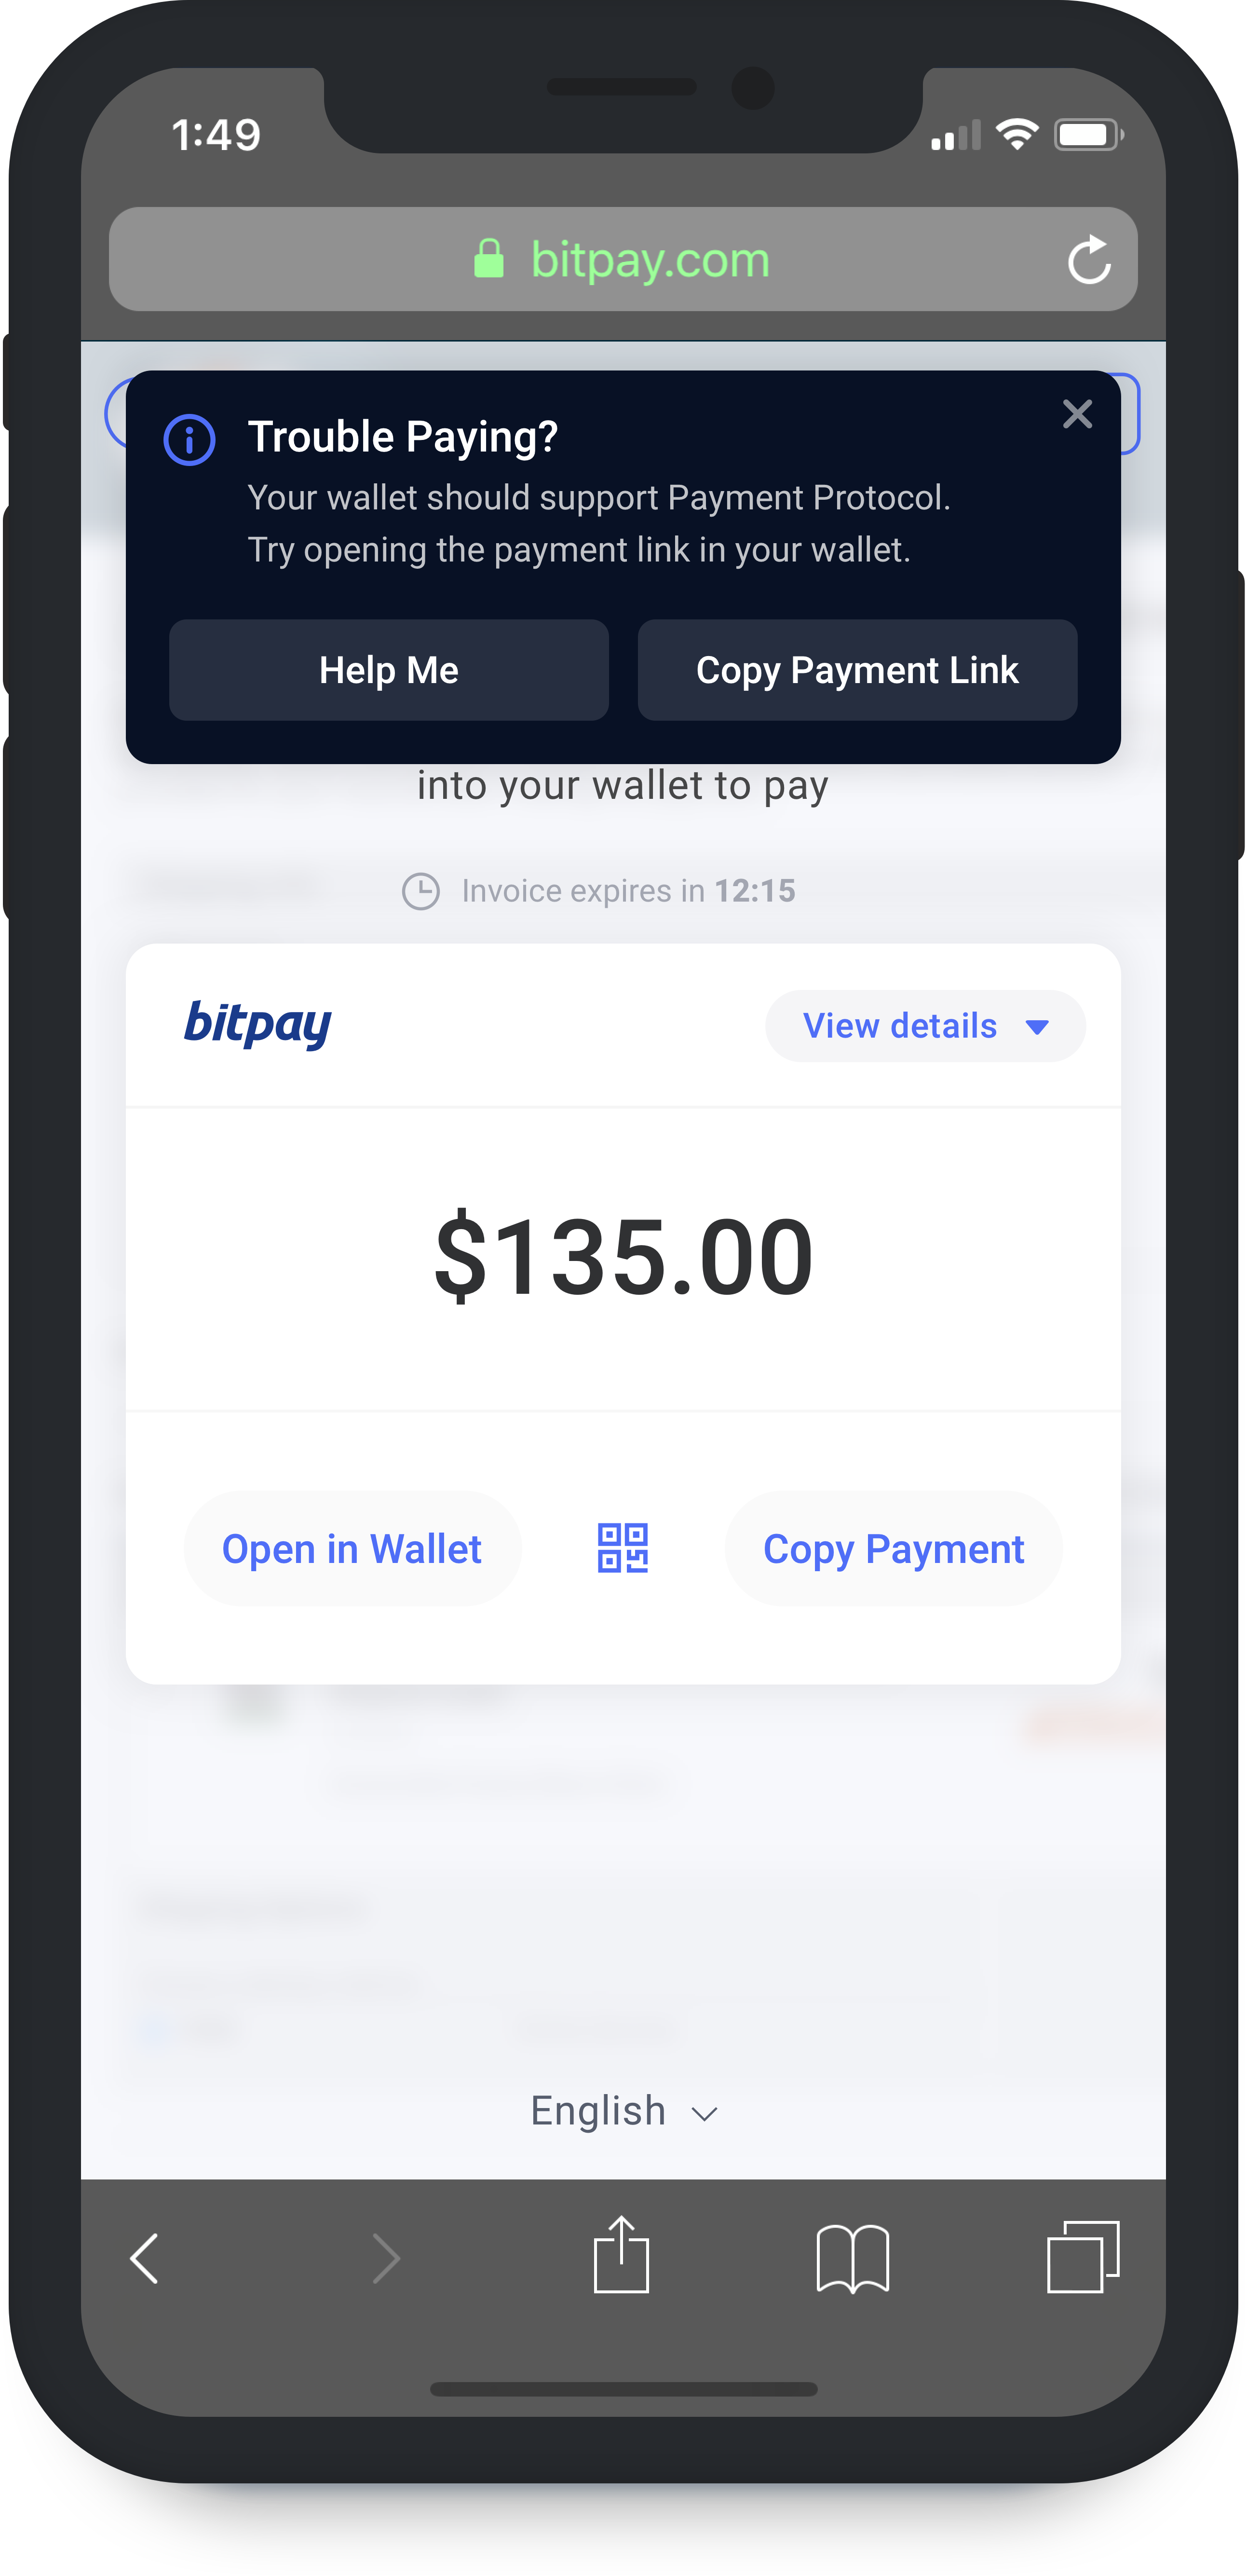 1:49
bitpay.com
Trouble Paying?
Your wallet should support Payment Protocol.
Try opening the payment link in your wallet.
Help Me
Copy Payment Link
into your wallet to pay
Invoice expires in 12:15
bitpay
View details
$135.00
Open in Wallet
Copy Payment
English